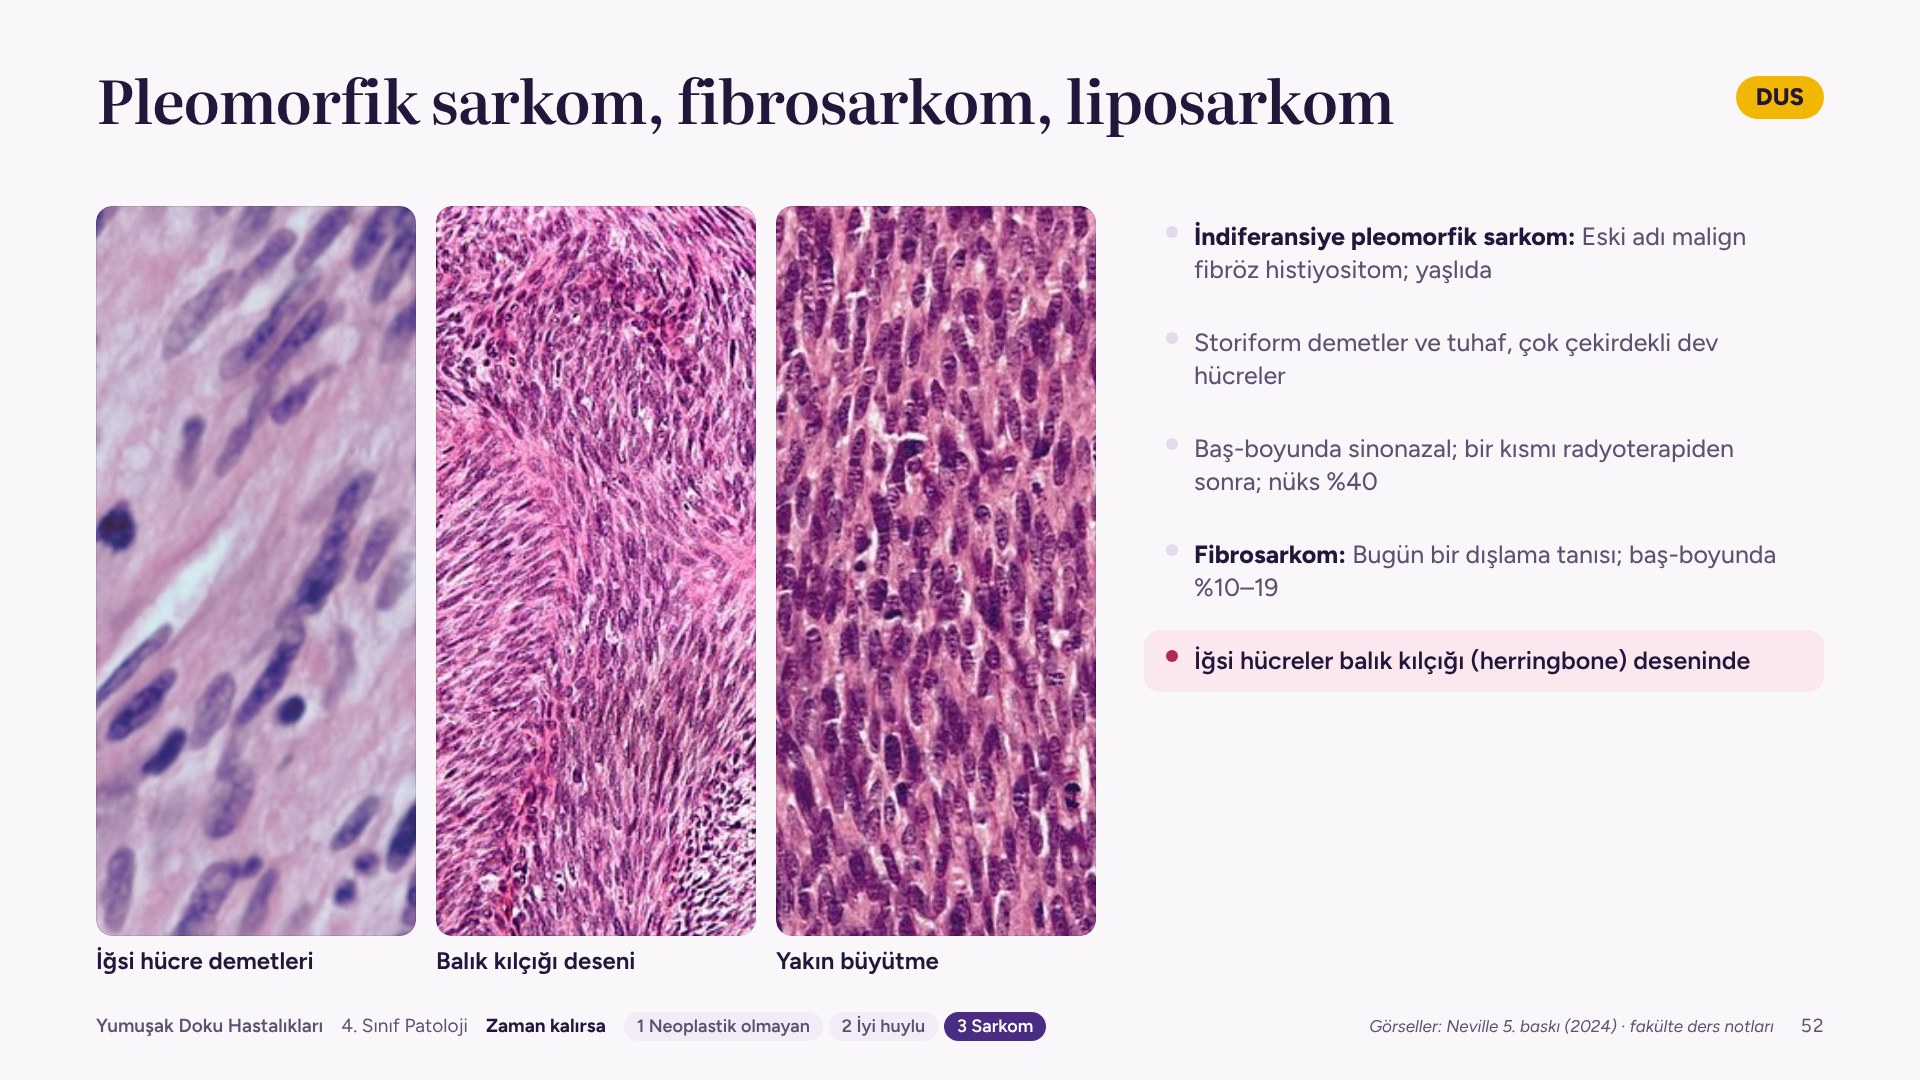 Pleomorfik sarkom, fibrosarkom, liposarkom
DUS
İndiferansiye pleomorfik sarkom: Eski adı malign
fibröz histiyositom; yaşlıda
Storiform demetler ve tuhaf, çok çekirdekli dev
hücreler
Baş-boyunda sinonazal; bir kısmı radyoterapiden
sonra; nüks %40
Fibrosarkom: Bugün bir dışlama tanısı; baş-boyunda
%10–19
İğsi hücreler balık kılçığı (herringbone) deseninde
İğsi hücre demetleri
Balık kılçığı deseni
Yakın büyütme
Yumuşak Doku Hastalıkları 4. Sınıf Patoloji Zaman kalırsa 1 Neoplastik olmayan 2 İyi huylu 3 Sarkom
Görseller: Neville 5. baskı (2024) · fakülte ders notları 52